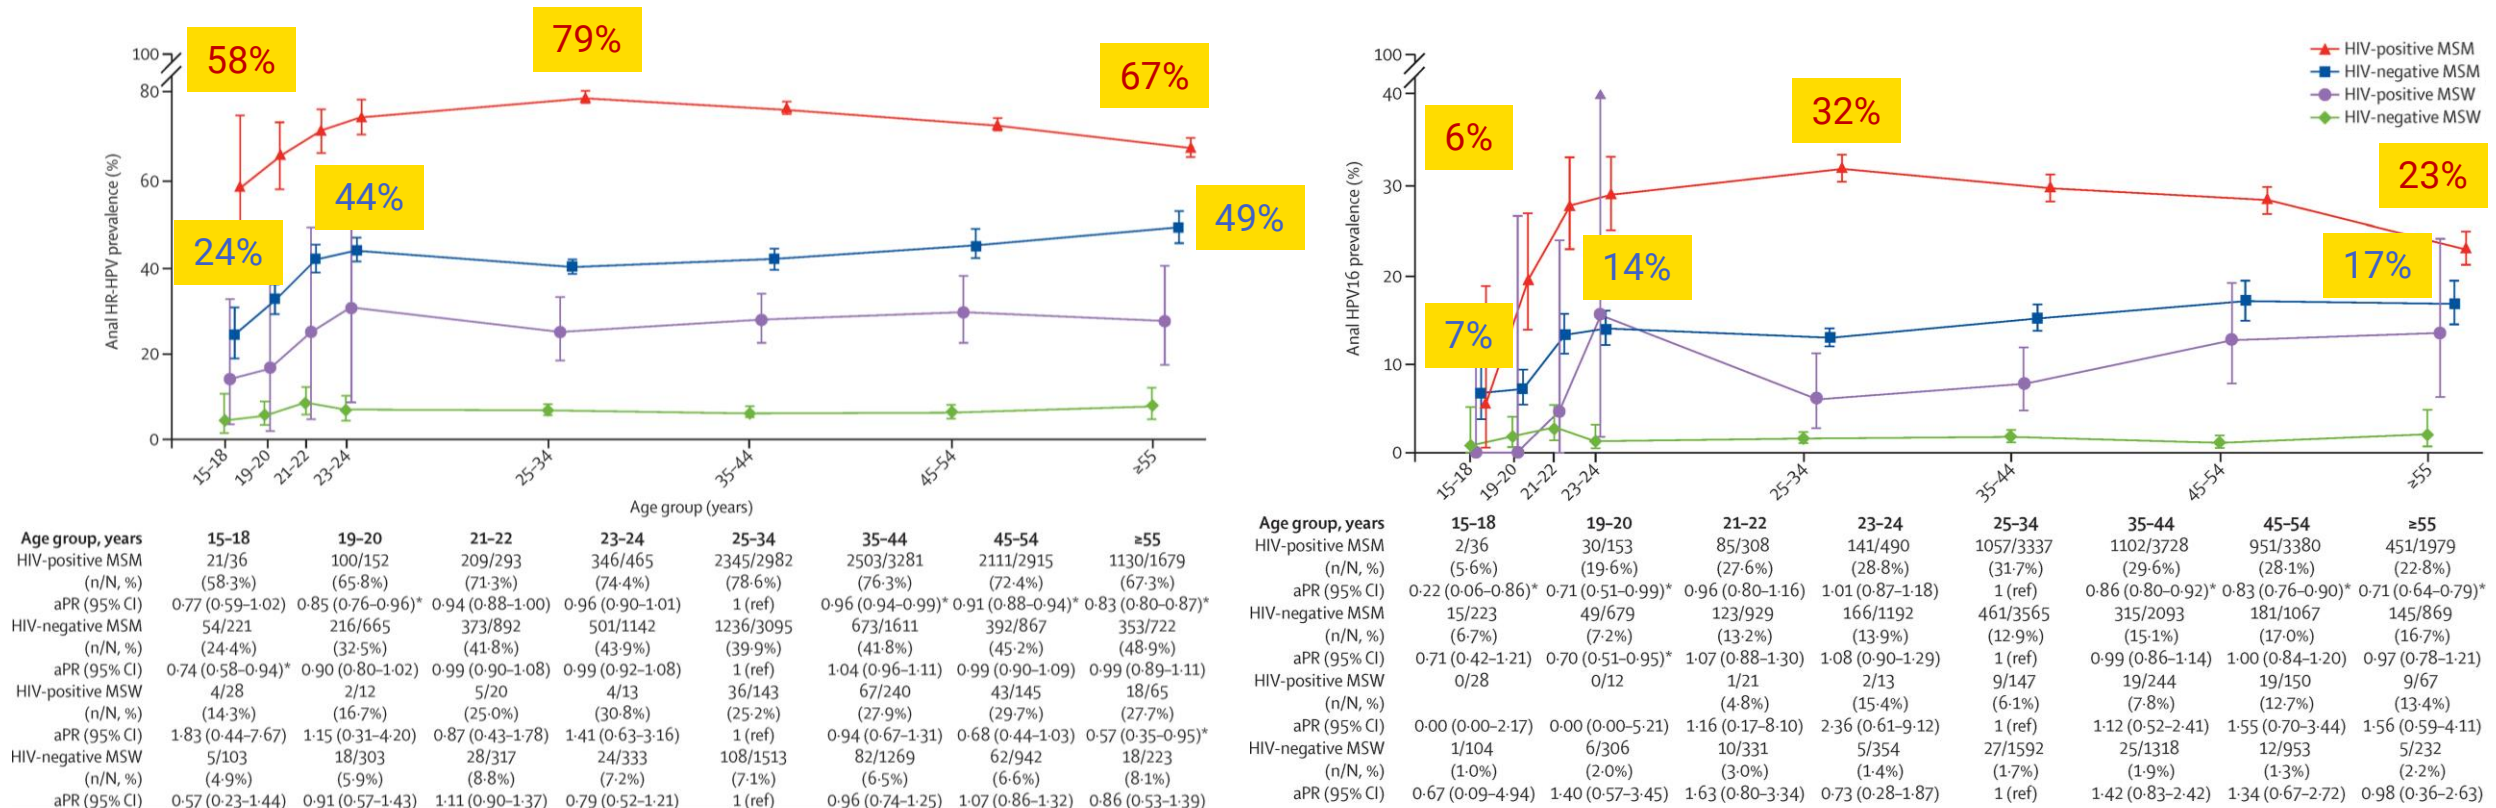 58%
79%
67%
24%
44%
49%
100
80
60
40
20
0
Anal HR-HPV prevalence (%)
15–18
19–20
21–22
23–24
25–34
35–44
45–54
≥55
Age group (years)
Age group, years 15–18 19–20 21–22 23–24 25–34 35–44 45–54 ≥55
HIV-positive MSM 21/36 100/152 209/293 346/465 2345/2982 2503/3281 2111/2915 1130/1679
(n/N, %) (58·3%) (65·8%) (71·3%) (74·4%) (78·6%) (76·3%) (72·4%) (67·3%)
aPR (95% CI) 0·77 (0·59–1·02) 0·85 (0·76–0·96)* 0·94 (0·88–1·00) 0·96 (0·90–1·01) 1 (ref) 0·96 (0·94–0·99)* 0·91 (0·88–0·94)* 0·83 (0·80–0·87)*
HIV-negative MSM 54/221 216/665 373/892 501/1142 1236/3095 673/1611 392/867 353/722
(n/N, %) (24·4%) (32·5%) (41·8%) (43·9%) (39·9%) (41·8%) (45·2%) (48·9%)
aPR (95% CI) 0·74 (0·58–0·94)* 0·90 (0·80–1·02) 0·99 (0·90–1·08) 0·99 (0·92–1·08) 1 (ref) 1·04 (0·96–1·11) 0·99 (0·90–1·09) 0·99 (0·89–1·11)
HIV-positive MSW 4/28 2/12 5/20 4/13 36/143 67/240 43/145 18/65
(n/N, %) (14·3%) (16·7%) (25·0%) (30·8%) (25·2%) (27·9%) (29·7%) (27·7%)
aPR (95% CI) 1·83 (0·44–7·67) 1·15 (0·31–4·20) 0·87 (0·43–1·78) 1·41 (0·63–3·16) 1 (ref) 0·94 (0·67–1·31) 0·68 (0·44–1·03) 0·57 (0·35–0·95)*
HIV-negative MSW 5/103 18/303 28/317 24/333 108/1513 82/1269 62/942 18/223
(n/N, %) (4·9%) (5·9%) (8·8%) (7·2%) (7·1%) (6·5%) (6·6%) (8·1%)
aPR (95% CI) 0·57 (0·23–1·44) 0·91 (0·57–1·43) 1·11 (0·90–1·37) 0·79 (0·52–1·21) 1 (ref) 0·96 (0·74–1·25) 1·07 (0·86–1·32) 0·86 (0·53–1·39)
HIV-positive MSM
HIV-negative MSM
HIV-positive MSW
HIV-negative MSW
6%
32%
23%
7%
14%
17%
100
40
30
20
10
0
Anal HPV16 prevalence (%)
15–18
19–20
21–22
23–24
25–34
35–44
45–54
≥55
Age group, years 15–18 19–20 21–22 23–24 25–34 35–44 45–54 ≥55
HIV-positive MSM 2/36 30/153 85/308 141/490 1057/3337 1102/3728 951/3380 451/1979
(n/N, %) (5·6%) (19·6%) (27·6%) (28·8%) (31·7%) (29·6%) (28·1%) (22·8%)
aPR (95% CI) 0·22 (0·06–0·86)* 0·71 (0·51–0·99)* 0·96 (0·80–1·16) 1·01 (0·87–1·18) 1 (ref) 0·86 (0·80–0·92)* 0·83 (0·76–0·90)* 0·71 (0·64–0·79)*
HIV-negative MSM 15/223 49/679 123/929 166/1192 461/3565 315/2093 181/1067 145/869
(n/N, %) (6·7%) (7·2%) (13·2%) (13·9%) (12·9%) (15·1%) (17·0%) (16·7%)
aPR (95% CI) 0·71 (0·42–1·21) 0·70 (0·51–0·95)* 1·07 (0·88–1·30) 1·08 (0·90–1·29) 1 (ref) 0·99 (0·86–1·14) 1·00 (0·84–1·20) 0·97 (0·78–1·21)
HIV-positive MSW 0/28 0/12 1/21 2/13 9/147 19/244 19/150 9/67
(n/N, %) (4·8%) (15·4%) (6·1%) (7·8%) (12·7%) (13·4%)
aPR (95% CI) 0·00 (0·00–2·17) 0·00 (0·00–5·21) 1·16 (0·17–8·10) 2·36 (0·61–9·12) 1 (ref) 1·12 (0·52–2·41) 1·55 (0·70–3·44) 1·56 (0·59–4·11)
HIV-negative MSW 1/104 6/306 10/331 5/354 27/1592 25/1318 12/953 5/232
(n/N, %) (1·0%) (2·0%) (3·0%) (1·4%) (1·7%) (1·9%) (1·3%) (2·2%)
aPR (95% CI) 0·67 (0·09–4·94) 1·40 (0·57–3·45) 1·63 (0·80–3·34) 0·73 (0·28–1·87) 1 (ref) 1·42 (0·83–2·42) 1·34 (0·67–2·72) 0·98 (0·36–2·63)